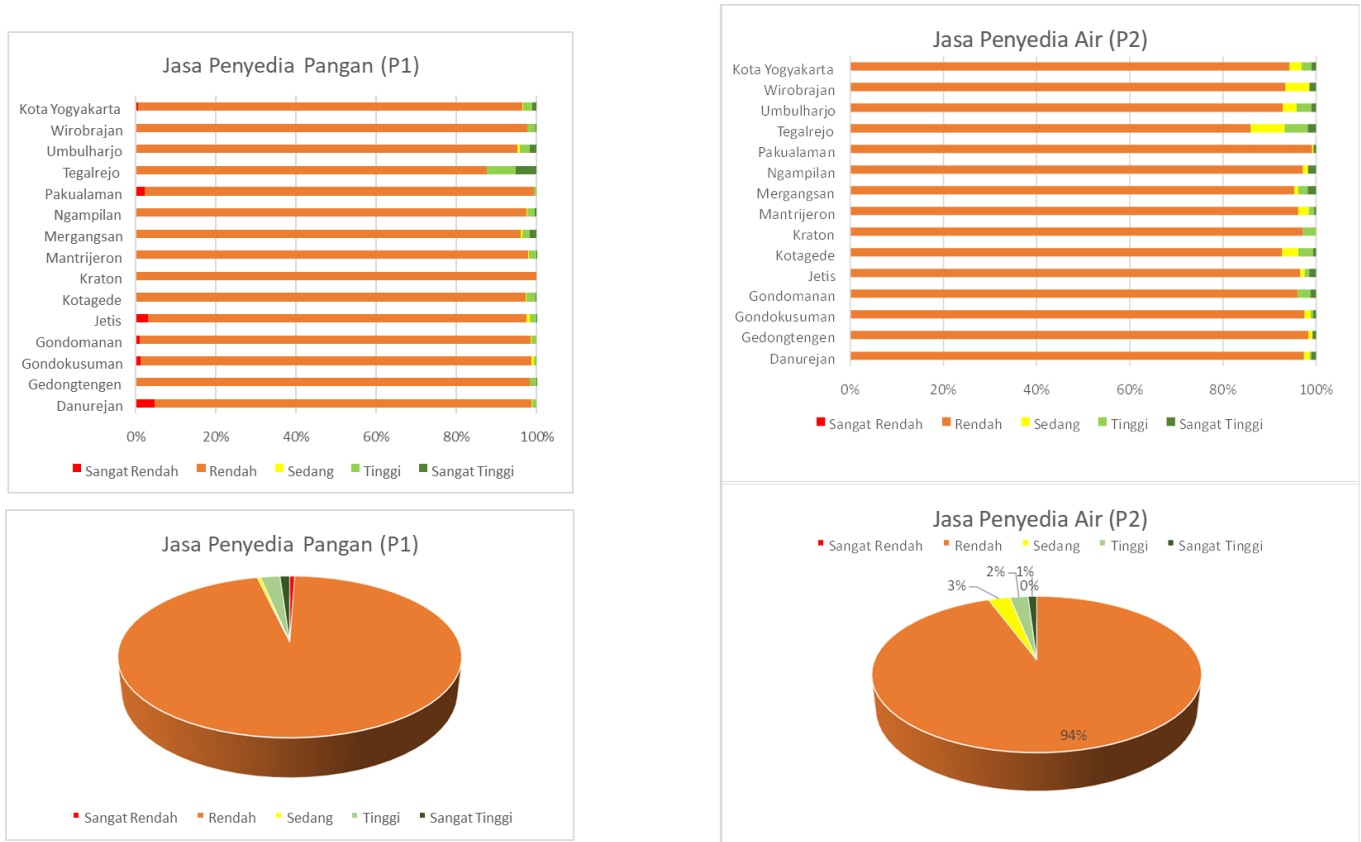 Jasa Penyedia Pangan (P1)
Kota Yogyakarta
Wirobrajan
Umbulharjo
Tegalrejo
Pakualaman
Ngampilan
Mergangsan
Mantrijeron
Kraton
Kotagede
Jetis
Gondomanan
Gondokusuman
Gedongtengen
Danurejan
0% 20% 40% 60% 80% 100%
Sangat Rendah Rendah Sedang Tinggi Sangat Tinggi
Jasa Penyedia Air (P2)
Kota Yogyakarta
Wirobrajan
Umbulharjo
Tegalrejo
Pakualaman
Ngampilan
Mergangsan
Mantrijeron
Kraton
Kotagede
Jetis
Gondomanan
Gondokusuman
Gedongtengen
Danurejan
0% 20% 40% 60% 80% 100%
Sangat Rendah Rendah Sedang Tinggi Sangat Tinggi
Jasa Penyedia Pangan (P1)
Sangat Rendah Rendah Sedang Tinggi Sangat Tinggi
Jasa Penyedia Air (P2)
Sangat Rendah Rendah Sedang Tinggi Sangat Tinggi
2% 1%
3% 0%
94%